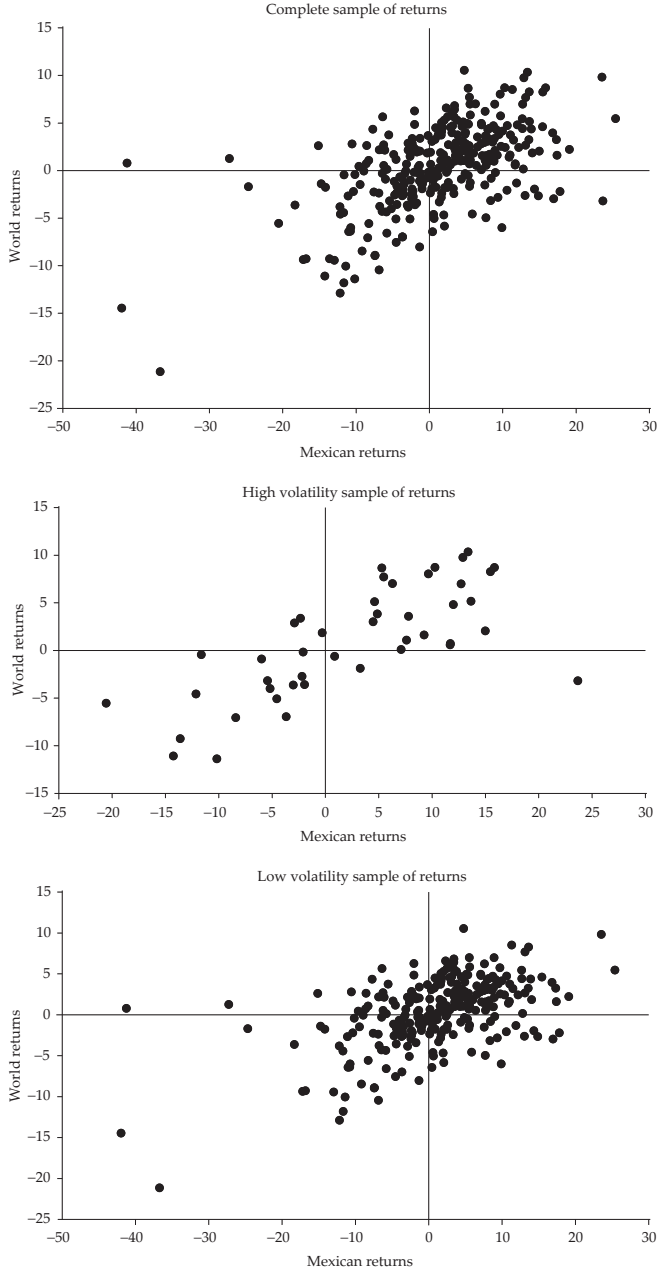 Complete sample of returns
15
10
5
0
−5
−10
−15
−20
−25
World returns
−50 −40 −30 −20 −10 0 10 20 30
Mexican returns
High volatility sample of returns
15
10
5
0
−5
−10
−15
World returns
−25 −20 −15 −10 −5 0 5 10 15 20 25 30
Mexican returns
Low volatility sample of returns
15
10
5
0
−5
−10
−15
−20
−25
World returns
−50 −40 −30 −20 −10 0 10 20 30
Mexican returns